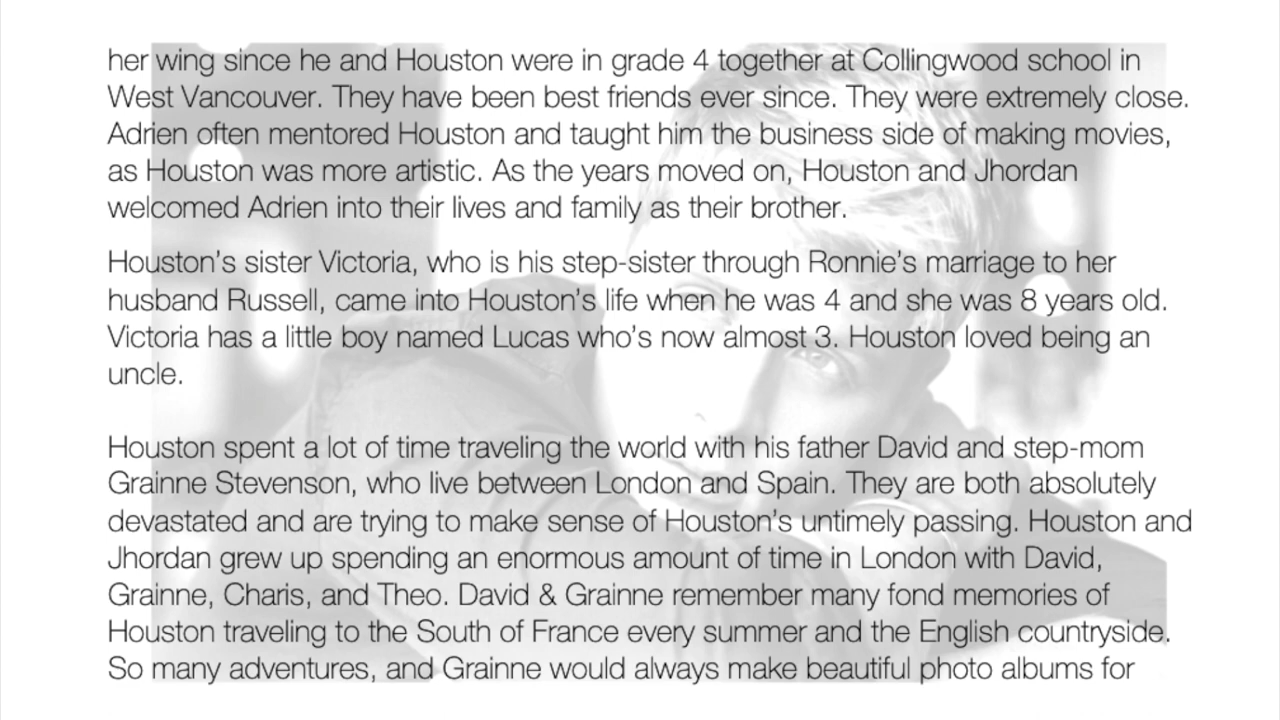 her wing since he and Houston were in grade 4 together at Collingwood school in
West Vancouver. They have been best friends ever since. They were extremely close.
Adrien often mentored Houston and taught him the business side of making movies,
as Houston was more artistic. As the years moved on, Houston and Jhordan
welcomed Adrien into their lives and family as their brother.
Houston's sister Victoria, who is his step-sister through Ronnie's marriage to her
husband Russell, came into Houston's life when he was 4 and she was 8 years old.
Victoria has a little boy named Lucas who's now almost 3. Houston loved being an
uncle.
Houston spent a lot of time traveling the world with his father David and step-mom
Grainne Stevenson, who live between London and Spain. They are both absolutely
devastated and are trying to make sense of Houston's untimely passing. Houston and
Jhordan grew up spending an enormous amount of time in London with David,
Grainne, Charis, and Theo. David & Grainne remember many fond memories of
Houston traveling to the South of France every summer and the English countryside.
So many adventures, and Grainne would always make beautiful photo albums for